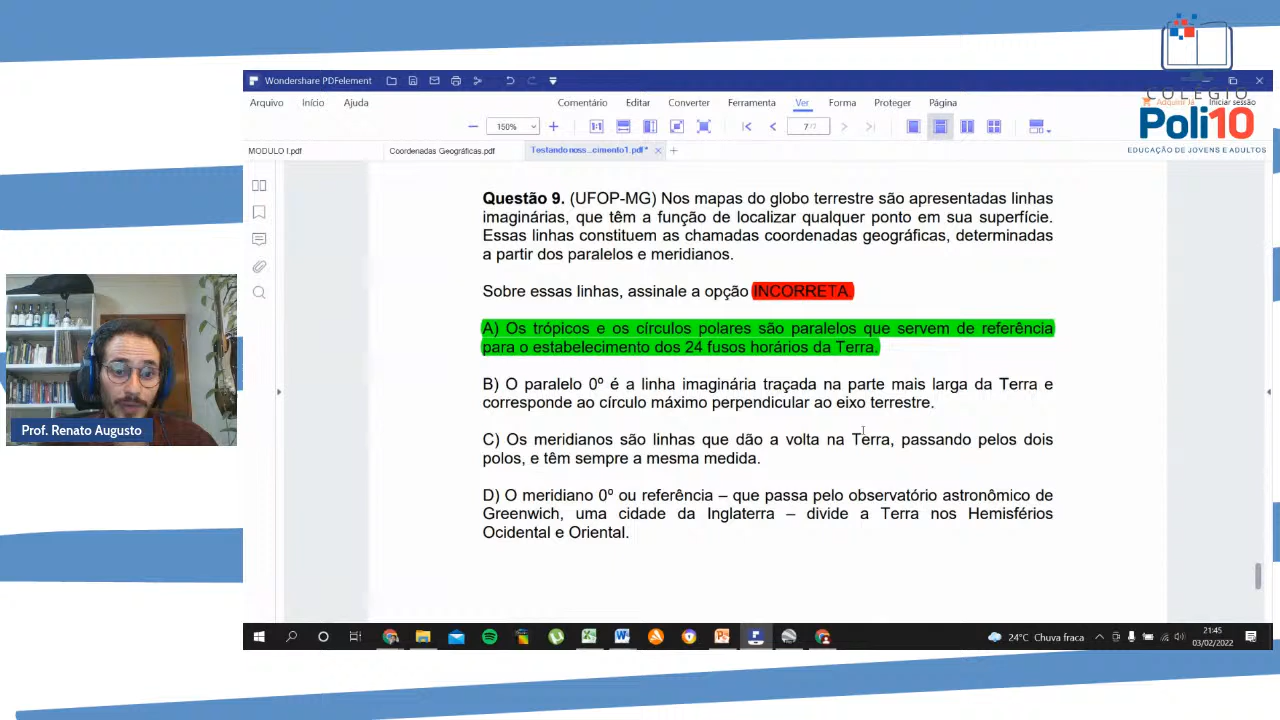 COLÉGIO
Poli10
EDUCAÇÃO DE JOVENS E ADULTOS
Wondershare PDFelement
Arquivo Início Ajuda Comentário Editar Converter Ferramenta Ver Forma Proteger Página Iniciar sessão
150% 7/7
MODULO I.pdf Coordenadas Geográficas.pdf Testando noss...cimento1.pdf*
Questão 9. (UFOP-MG) Nos mapas do globo terrestre são apresentadas linhas
imaginárias, que têm a função de localizar qualquer ponto em sua superfície.
Essas linhas constituem as chamadas coordenadas geográficas, determinadas
a partir dos paralelos e meridianos.
Sobre essas linhas, assinale a opção INCORRETA.
A) Os trópicos e os círculos polares são paralelos que servem de referência
para o estabelecimento dos 24 fusos horários da Terra.
B) O paralelo 0º é a linha imaginária traçada na parte mais larga da Terra e
corresponde ao círculo máximo perpendicular ao eixo terrestre.
C) Os meridianos são linhas que dão a volta na Terra, passando pelos dois
polos, e têm sempre a mesma medida.
D) O meridiano 0º ou referência – que passa pelo observatório astronômico de
Greenwich, uma cidade da Inglaterra – divide a Terra nos Hemisférios
Ocidental e Oriental.
Prof. Renato Augusto
24°C Chuva fraca
21:45
03/02/2022